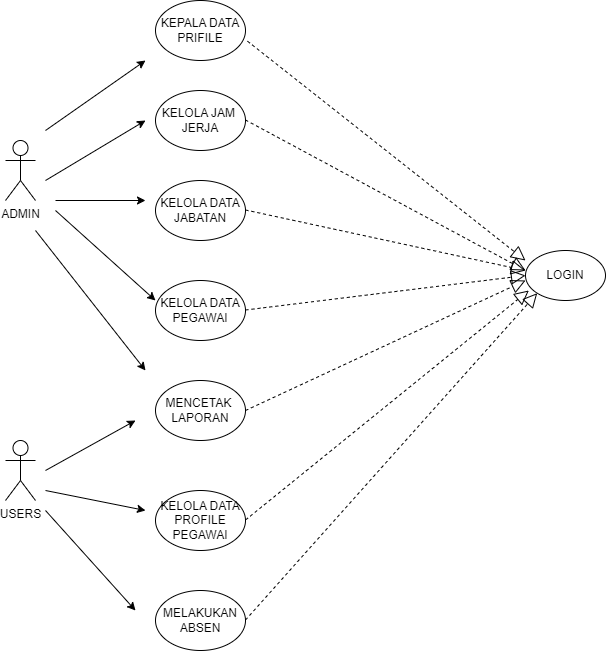 KEPALA DATA
PRIFILE
KELOLA JAM
JERJA
ADMIN
KELOLA DATA
JABATAN
LOGIN
KELOLA DATA
PEGAWAI
MENCETAK
LAPORAN
USERS
KELOLA DATA
PROFILE
PEGAWAI
MELAKUKAN
ABSEN